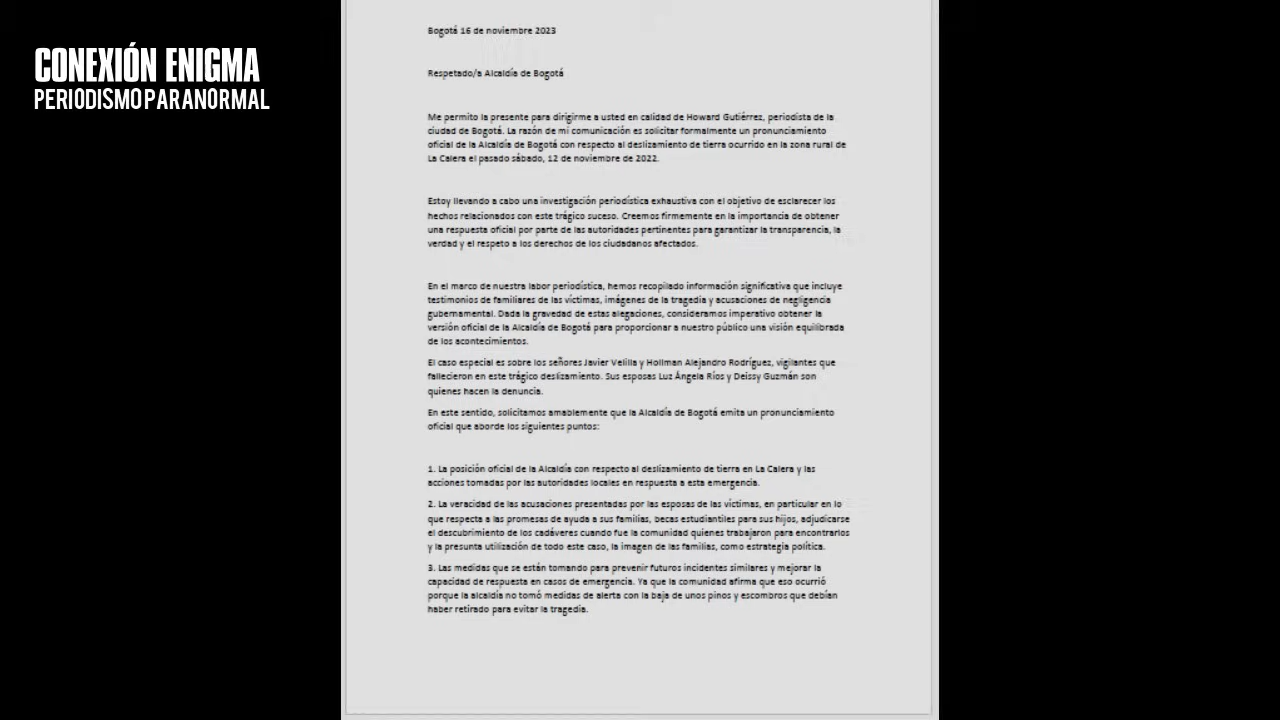 CONEXIÓN ENIGMA
PERIODISMO PARANORMAL
Bogotá 16 de noviembre 2023
Respetado/a Alcaldía de Bogotá
Me permito la presente para dirigirme a usted en calidad de Howard Gutiérrez, periodista de la
ciudad de Bogotá. La razón de mi comunicación es solicitar formalmente un pronunciamiento
oficial de la Alcaldía de Bogotá con respecto al deslizamiento de tierra ocurrido en la zona rural de
La Calera el pasado sábado, 12 de noviembre de 2022.
Estoy llevando a cabo una investigación periodística exhaustiva con el objetivo de esclarecer los
hechos relacionados con este trágico suceso. Creemos firmemente en la importancia de obtener
una respuesta oficial por parte de las autoridades pertinentes para garantizar la transparencia, la
verdad y el respeto a los derechos de los ciudadanos afectados.
En el marco de nuestra labor periodística, hemos recopilado información significativa que incluye
testimonios de familiares de las víctimas, imágenes de la tragedia y acusaciones de negligencia
gubernamental. Dada la gravedad de estas alegaciones, consideramos imperativo obtener la
versión oficial de la Alcaldía de Bogotá para proporcionar a nuestro público una visión equilibrada
de los acontecimientos.
El caso especial es sobre los señores Javier Velilla y Hollman Alejandro Rodríguez, vigilantes que
fallecieron en este trágico deslizamiento. Sus esposas Luz Ángela Ríos y Deissy Guzmán son
quienes hacen la denuncia.
En este sentido, solicitamos amablemente que la Alcaldía de Bogotá emita un pronunciamiento
oficial que aborde los siguientes puntos:
1. La posición oficial de la Alcaldía con respecto al deslizamiento de tierra en La Calera y las
acciones tomadas por las autoridades locales en respuesta a esta emergencia.
2. La veracidad de las acusaciones presentadas por las esposas de las víctimas, en particular en lo
que respecta a las promesas de ayuda a sus familias, becas estudiantiles para sus hijos, adjudicarse
el descubrimiento de los cadáveres cuando fue la comunidad quienes trabajaron para encontrarlos
y la presunta utilización de todo este caso, la imagen de las familias, como estrategia política.
3. Las medidas que se están tomando para prevenir futuros incidentes similares y mejorar la
capacidad de respuesta en casos de emergencia. Ya que la comunidad afirma que eso ocurrió
porque la alcaldía no tomó medidas de alerta con la baja de unos pinos y escombros que debían
haber retirado para evitar la tragedia.